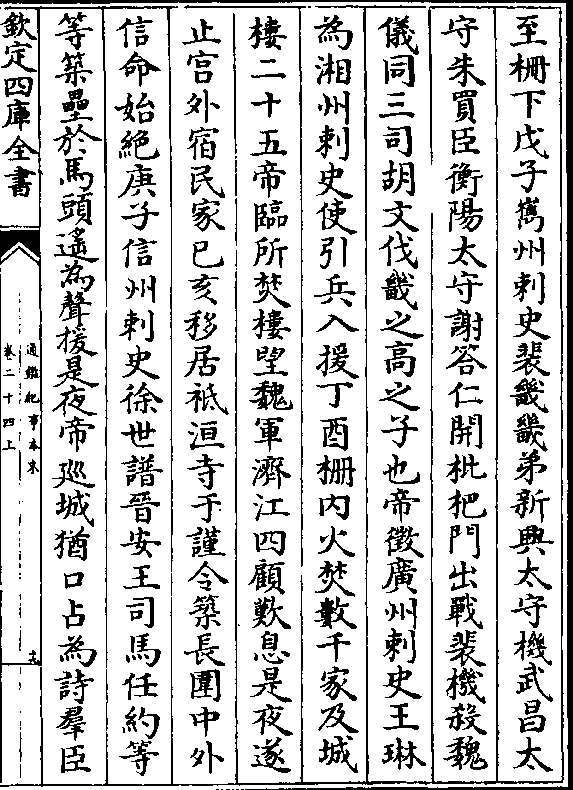 至柵下戊子嶲州刺史裴畿畿弟新興太守機武昌太
守朱買臣衡陽太守謝答仁開枇杷門出戰裴機殺魏
儀同三司胡文伐畿之高之子也帝徵廣州刺史王琳
為湘州刺史使引兵入援丁酉柵内火焚數千家及城
樓二十五帝臨所焚樓望魏軍濟江四顧歎息是夜遂
止宫外宿民家已亥移居祗洹寺于謹令築長圍中外
信命始絶庚子信州刺史徐世譜晉安王司馬任約等
等築壘於馬頭遙為聲援是夜帝廵城猶口占為詩羣臣
欽定四庫全書
通鑑紀事本末
卷二十四上